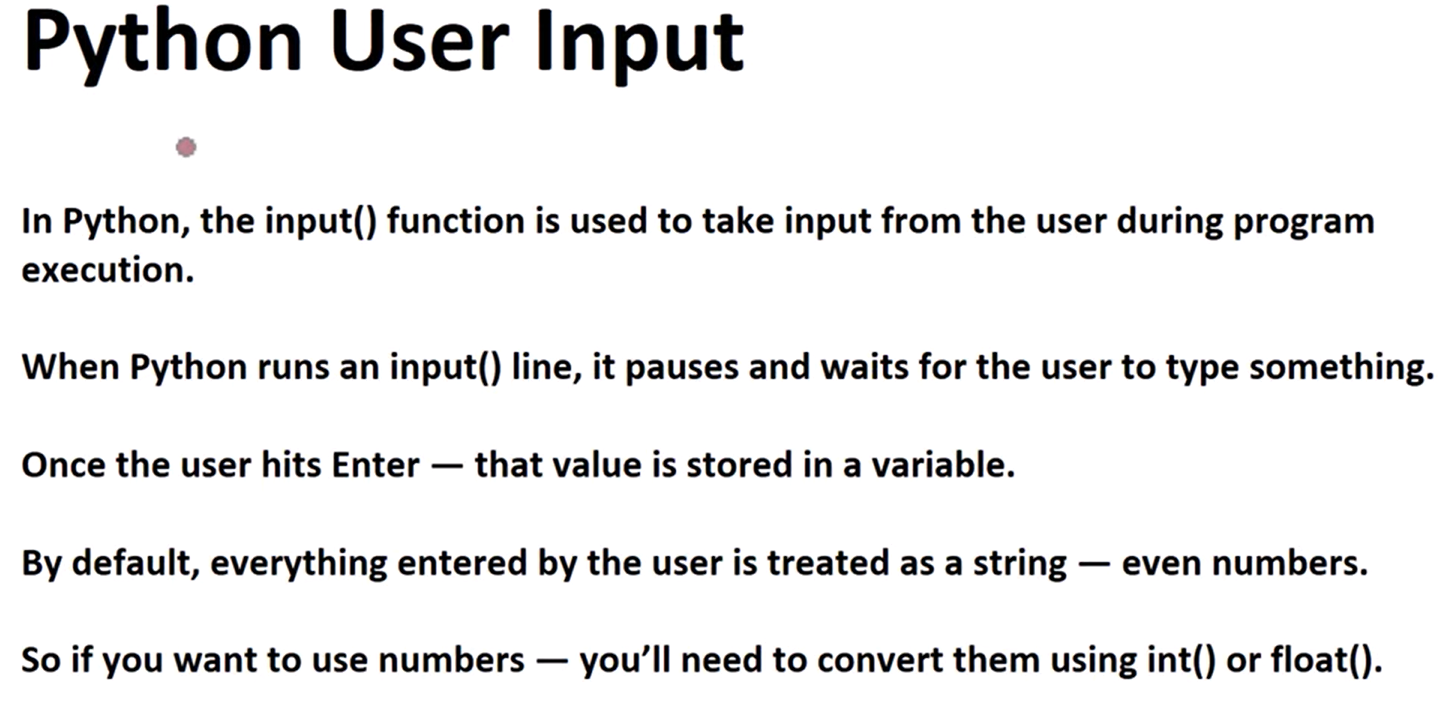 Python User Input
In Python, the input() function is used to take input from the user during program
execution.
When Python runs an input() line, it pauses and waits for the user to type something.
Once the user hits Enter — that value is stored in a variable.
By default, everything entered by the user is treated as a string — even numbers.
So if you want to use numbers — you’ll need to convert them using int() or float().